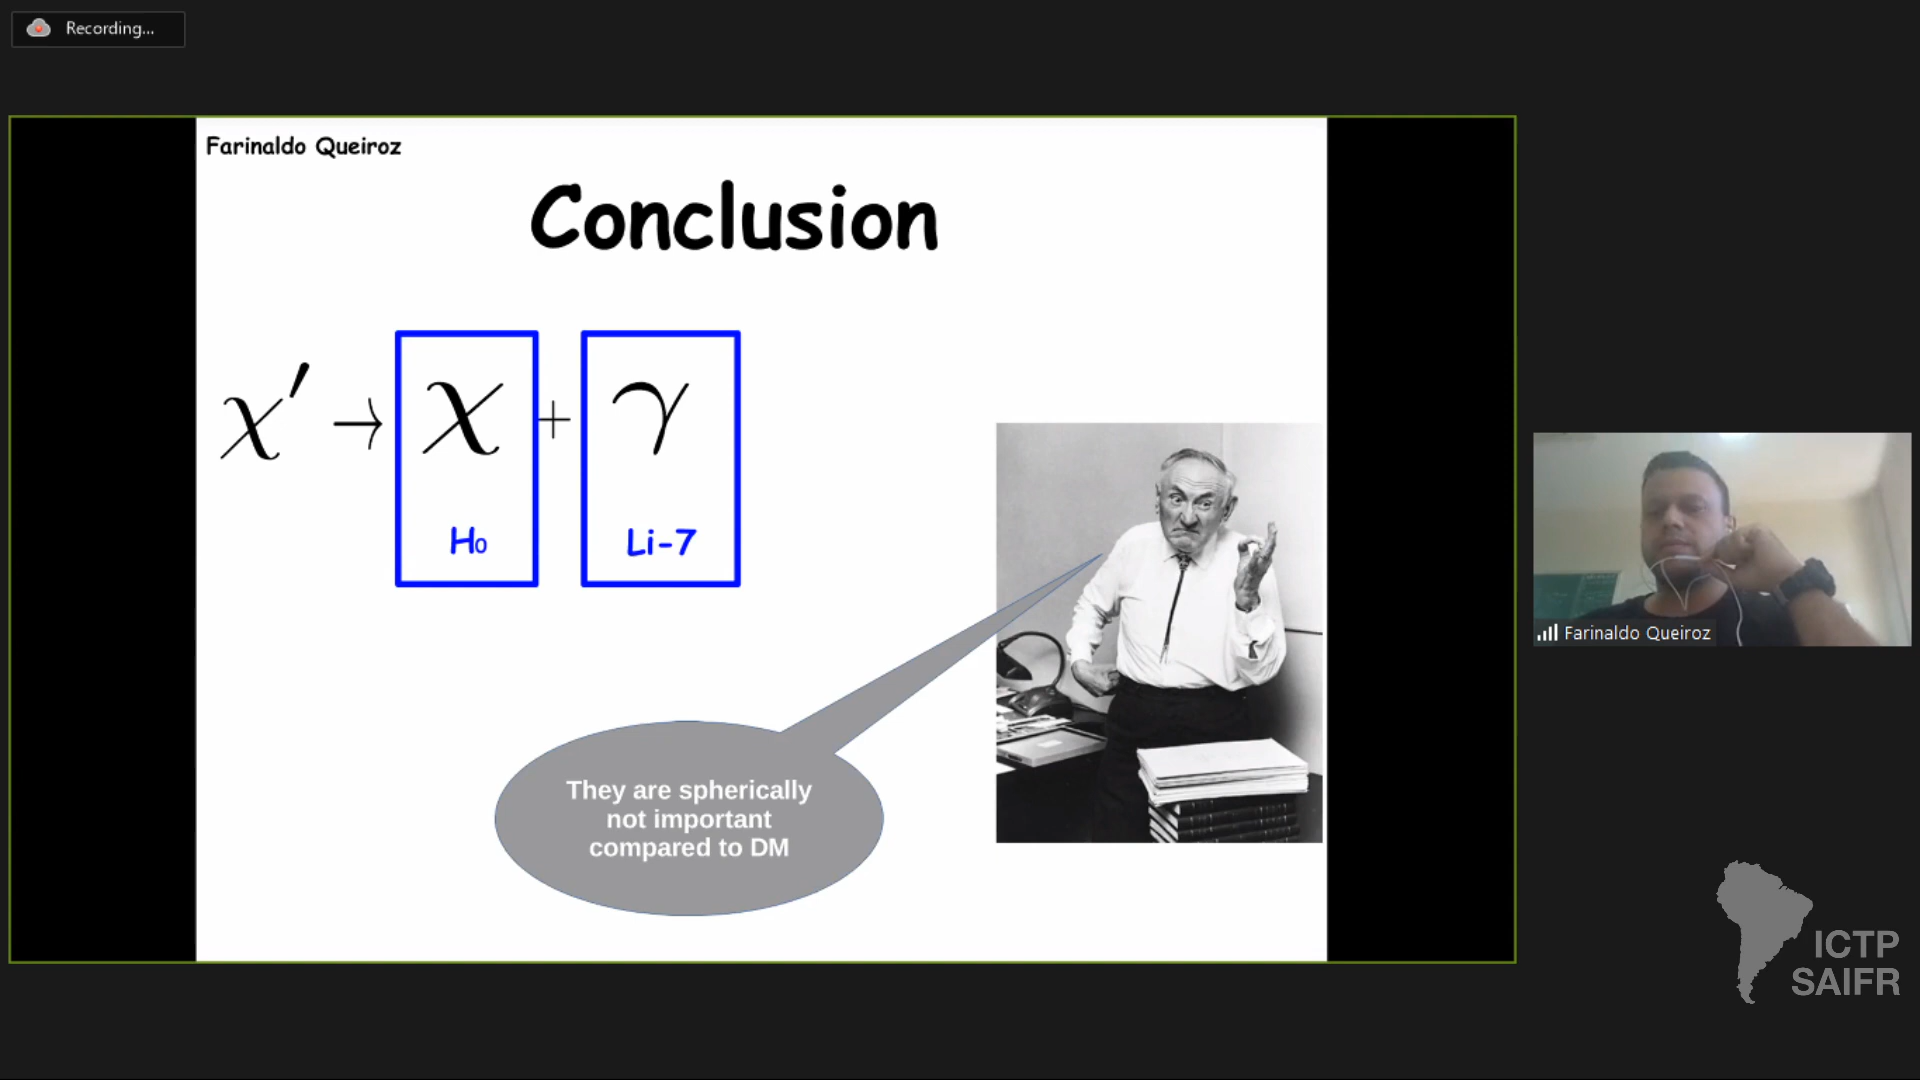 Recording...
Farinaldo Queiroz
Conclusion
χ′ → χ + γ
H₀ Li-7
They are spherically
not important
compared to DM
Farinaldo Queiroz
ICTP
SAIFR